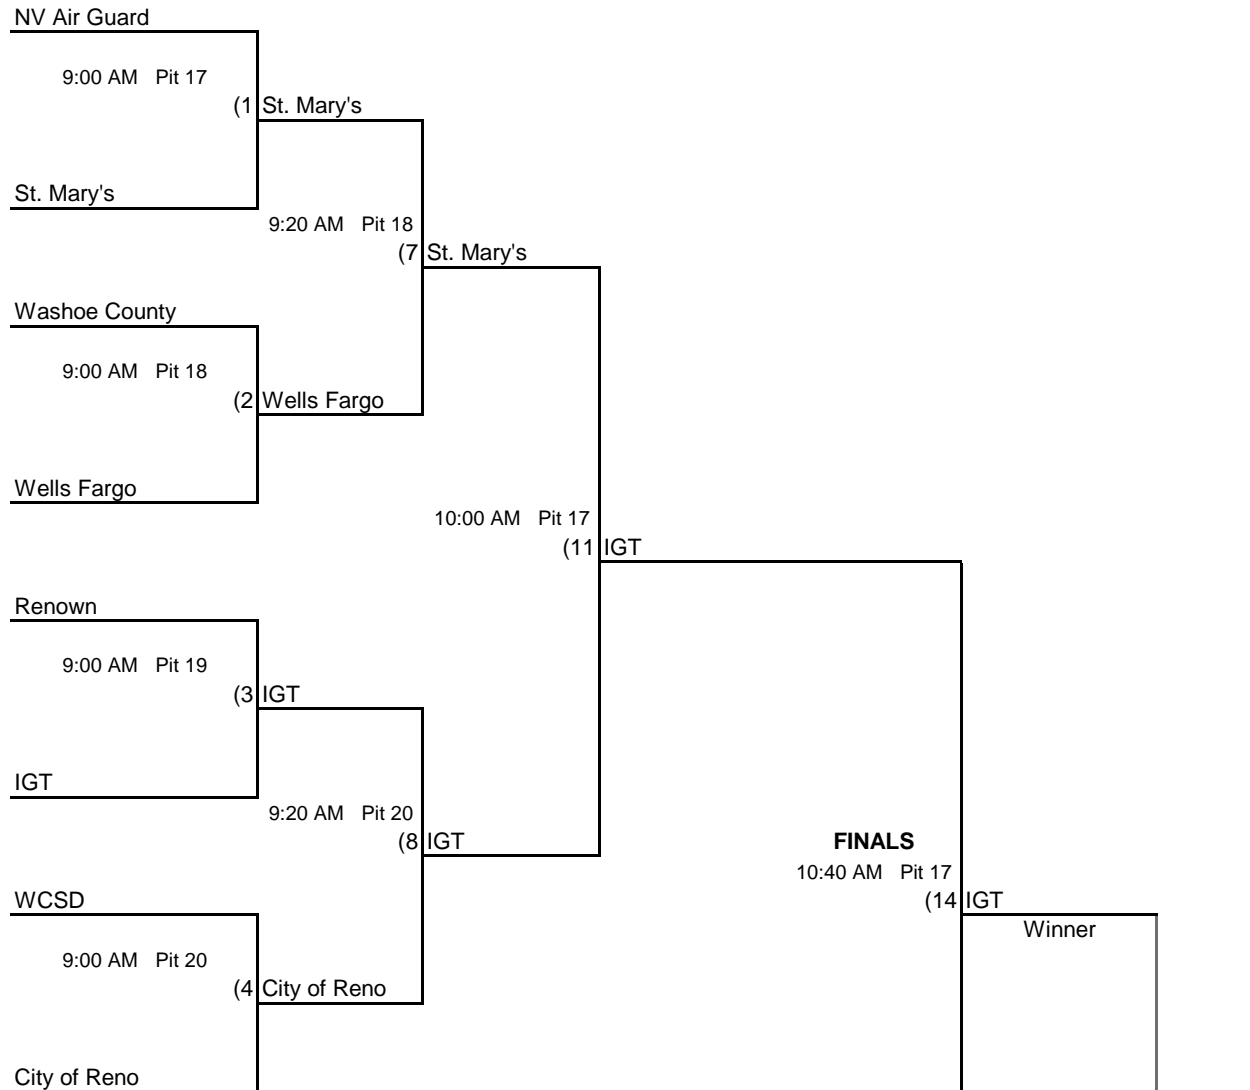 NV Air Guard
9:00 AM Pit 17
(1 St. Mary's
St. Mary's
9:20 AM Pit 18
(7 St. Mary's
Washoe County
9:00 AM Pit 18
(2 Wells Fargo
Wells Fargo
10:00 AM Pit 17
(11 IGT
Renown
9:00 AM Pit 19
(3 IGT
IGT
9:20 AM Pit 20
(8 IGT
FINALS
10:40 AM Pit 17
WCSD
(14 IGT
Winner
9:00 AM Pit 20
(4 City of Reno
City of Reno